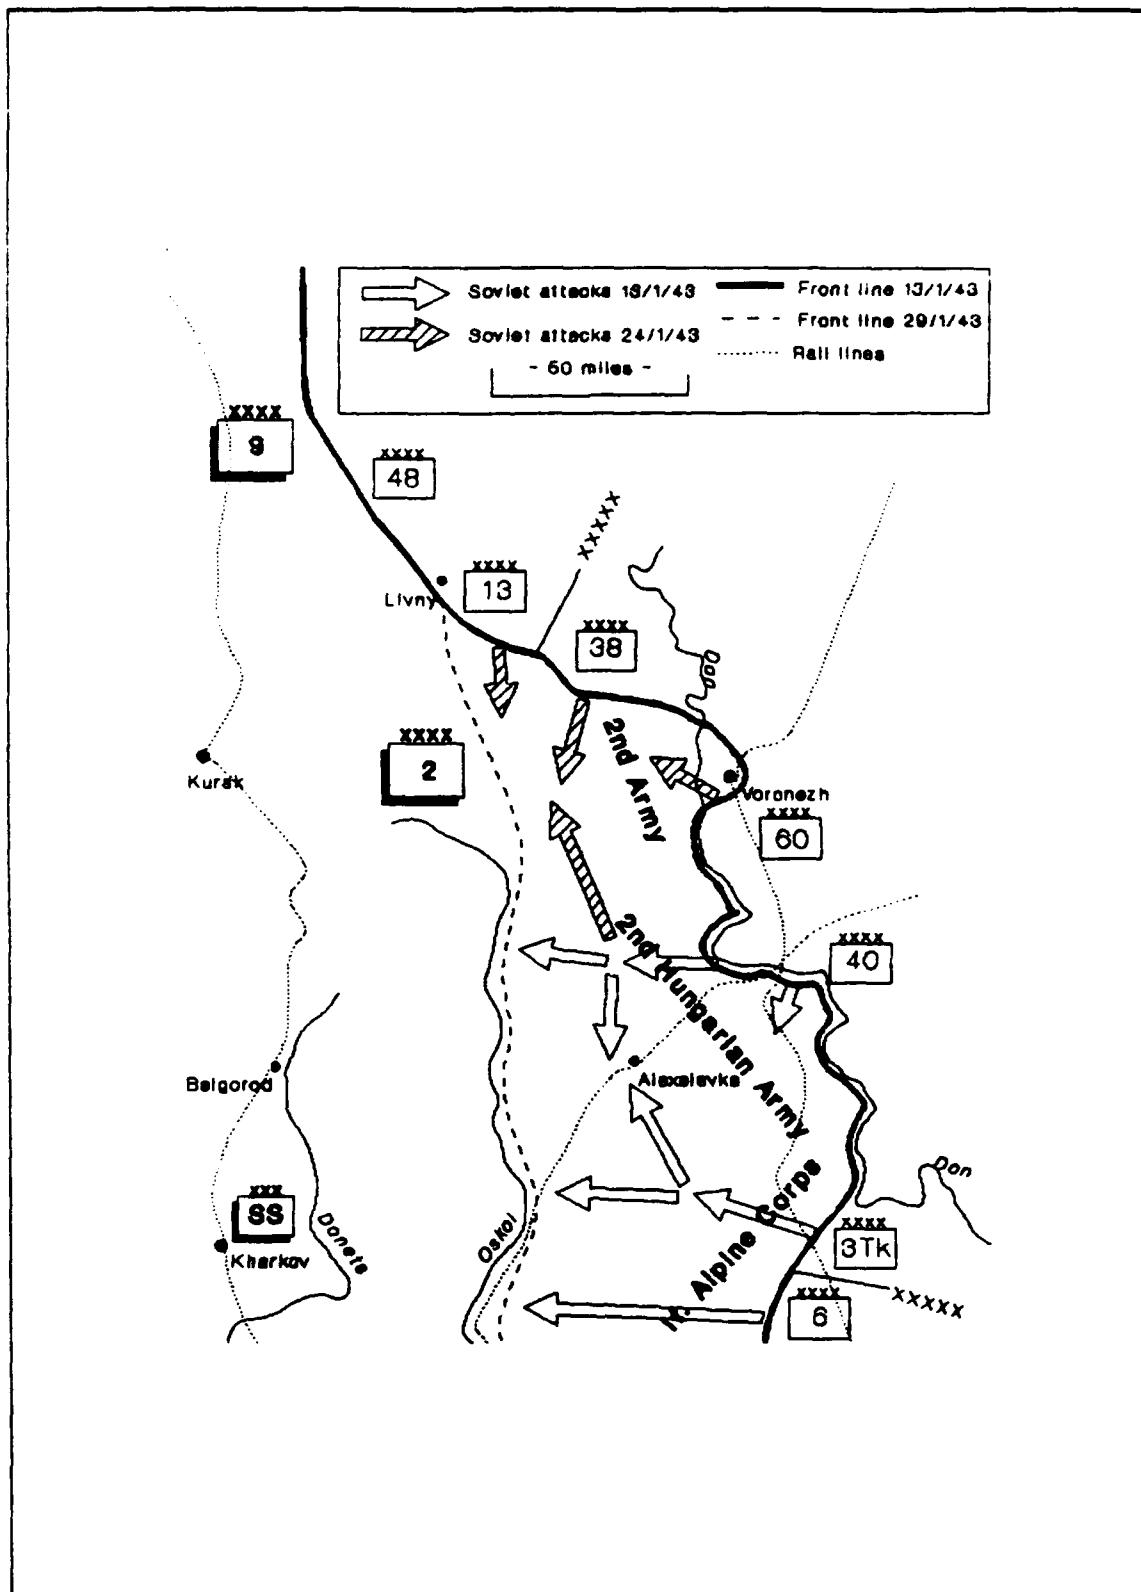 Soviet attacks 13/1/43
Front line 13/1/43
Soviet attacks 24/1/43
Front line 29/1/43
- 50 miles -
Rail lines
XXXX
9
XXXX
48
XXXXX
XXXX
13
Livny
XXXX
38
Don
2nd Army
XXXX
2
Kursk
Voronezh
XXXX
60
2nd Hungarian Army
XXXX
40
Belgorod
Alexeievka
Don
It. Alpine Corps
XXX
SS
Donets
Oskol
Kharkov
XXXX
3Tk
XXXXX
XXXX
6